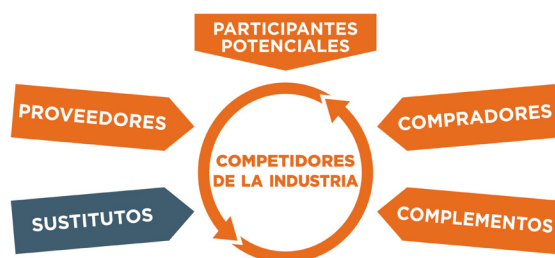 PARTICIPANTES
POTENCIALES
PROVEEDORES
COMPRADORES
COMPETIDORES
DE LA INDUSTRIA
SUSTITUTOS
COMPLEMENTOS